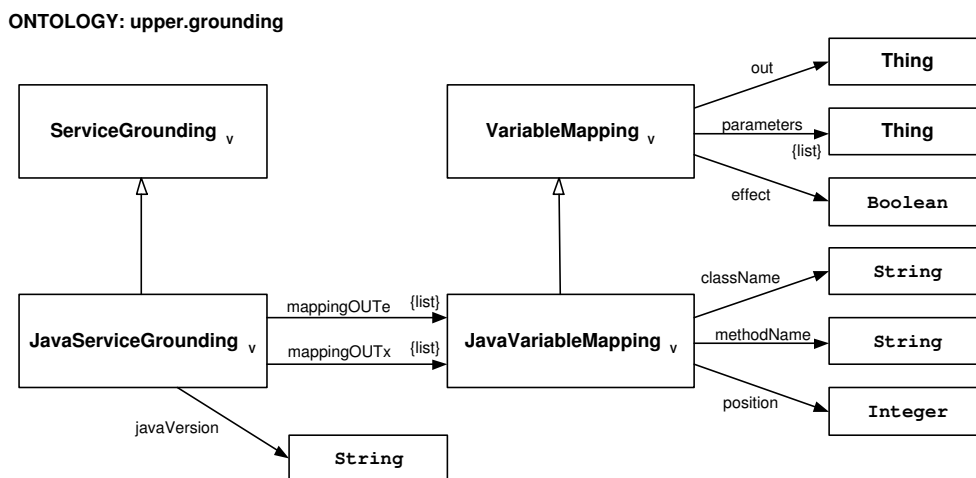 ONTOLOGY: upper.grounding
out
Thing
ServiceGrounding v
VariableMapping v
parameters
{list}
Thing
effect
Boolean
className
String
JavaServiceGrounding v
mappingOUTe {list}
mappingOUTx {list}
JavaVariableMapping v
methodName
String
position
Integer
javaVersion
String